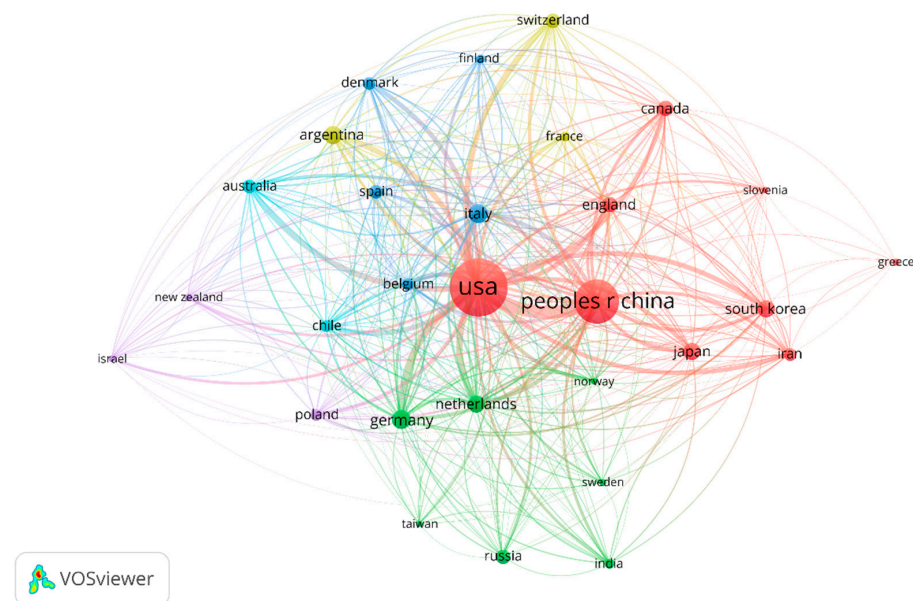 switzerland
finland
denmark
canada
argentina
france
australia
spain
slovenia
england
italy
greece
belgium
usa
new zealand
peoples r china
south korea
chile
japan
iran
israel
norway
netherlands
poland
germany
sweden
taiwan
russia
india
VOSviewer